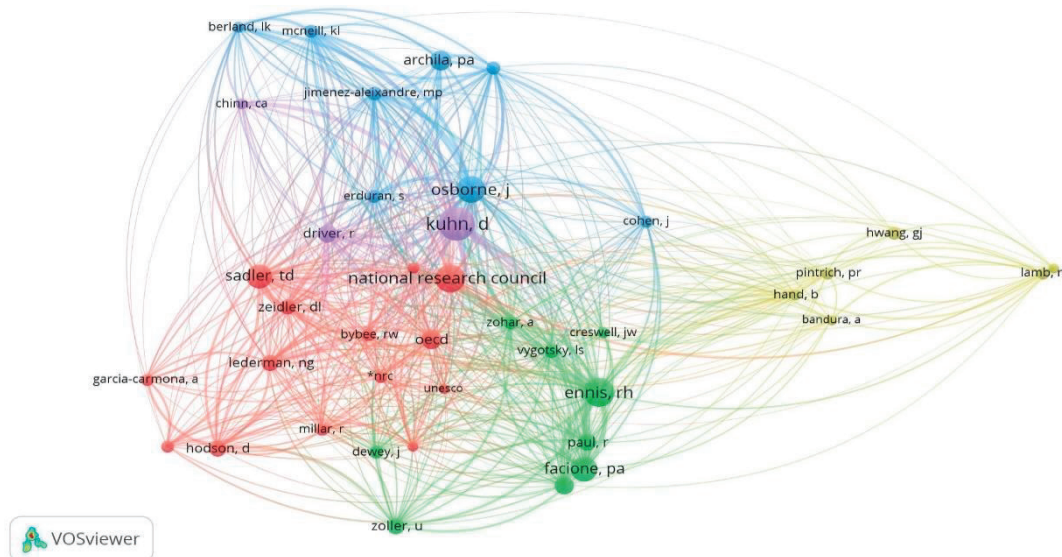 berland, lk
mcneill, kl
archila, pa
jimenez-aleixandre, mp
chinn, ca
osborne, j
erduran, s
kuhn, d
cohen, j
driver, r
hwang, gj
sadler, td
national research council
pintrich, pr
lamb, r
zeidler, dl
hand, b
zohar, a
bandura, a
bybee, rw
oecd
creswell, jw
vygotsky, ls
lederman, ng
garcia-carmona, a
*nrc
unesco
ennis, rh
millar, r
hodson, d
dewey, j
paul, r
facione, pa
zoller, u
VOSviewer